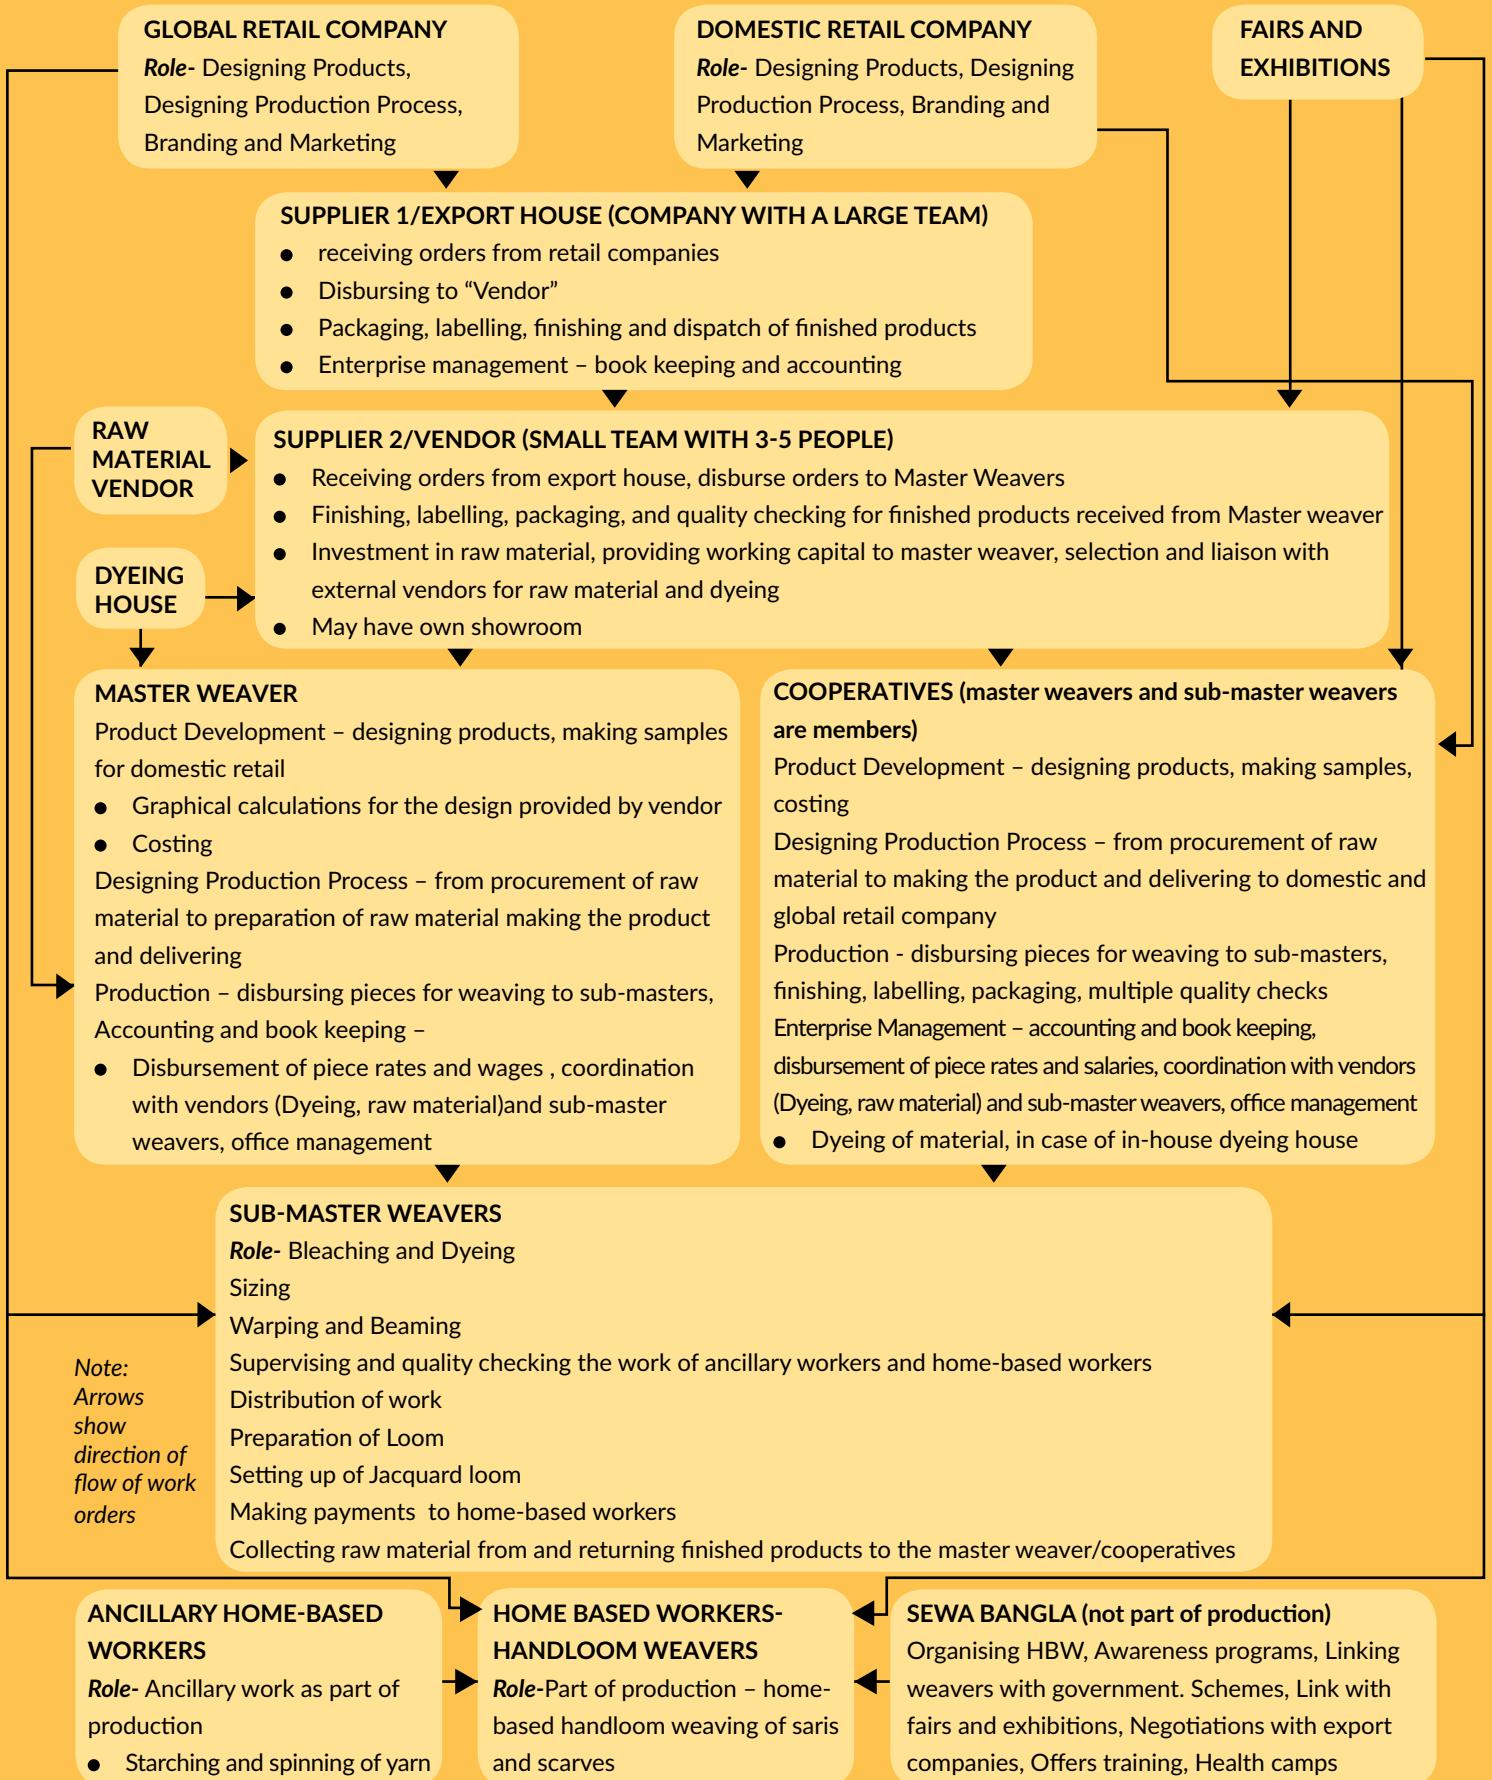 GLOBAL RETAIL COMPANY
Role- Designing Products,
Designing Production Process,
Branding and Marketing
DOMESTIC RETAIL COMPANY
Role- Designing Products, Designing
Production Process, Branding and
Marketing
FAIRS AND
EXHIBITIONS
SUPPLIER 1/EXPORT HOUSE (COMPANY WITH A LARGE TEAM)
● receiving orders from retail companies
● Disbursing to “Vendor”
● Packaging, labelling, finishing and dispatch of finished products
● Enterprise management – book keeping and accounting
RAW
MATERIAL
VENDOR
DYEING
HOUSE
SUPPLIER 2/VENDOR (SMALL TEAM WITH 3-5 PEOPLE)
● Receiving orders from export house, disburse orders to Master Weavers
● Finishing, labelling, packaging, and quality checking for finished products received from Master weaver
● Investment in raw material, providing working capital to master weaver, selection and liaison with
external vendors for raw material and dyeing
● May have own showroom
MASTER WEAVER
Product Development – designing products, making samples
for domestic retail
● Graphical calculations for the design provided by vendor
● Costing
Designing Production Process – from procurement of raw
material to preparation of raw material making the product
and delivering
Production – disbursing pieces for weaving to sub-masters,
Accounting and book keeping –
● Disbursement of piece rates and wages , coordination
with vendors (Dyeing, raw material)and sub-master
weavers, office management
COOPERATIVES (master weavers and sub-master weavers
are members)
Product Development – designing products, making samples,
costing
Designing Production Process – from procurement of raw
material to making the product and delivering to domestic and
global retail company
Production - disbursing pieces for weaving to sub-masters,
finishing, labelling, packaging, multiple quality checks
Enterprise Management – accounting and book keeping,
disbursement of piece rates and salaries, coordination with vendors
(Dyeing, raw material) and sub-master weavers, office management
● Dyeing of material, in case of in-house dyeing house
SUB-MASTER WEAVERS
Role- Bleaching and Dyeing
Sizing
Warping and Beaming
Supervising and quality checking the work of ancillary workers and home-based workers
Distribution of work
Preparation of Loom
Setting up of Jacquard loom
Making payments to home-based workers
Collecting raw material from and returning finished products to the master weaver/cooperatives
Note:
Arrows
show
direction of
flow of work
orders
ANCILLARY HOME-BASED
WORKERS
Role- Ancillary work as part of
production
● Starching and spinning of yarn
HOME BASED WORKERS-
HANDLOOM WEAVERS
Role-Part of production – home-
based handloom weaving of saris
and scarves
SEWA BANGLA (not part of production)
Organising HBW, Awareness programs, Linking
weavers with government. Schemes, Link with
fairs and exhibitions, Negotiations with export
companies, Offers training, Health camps